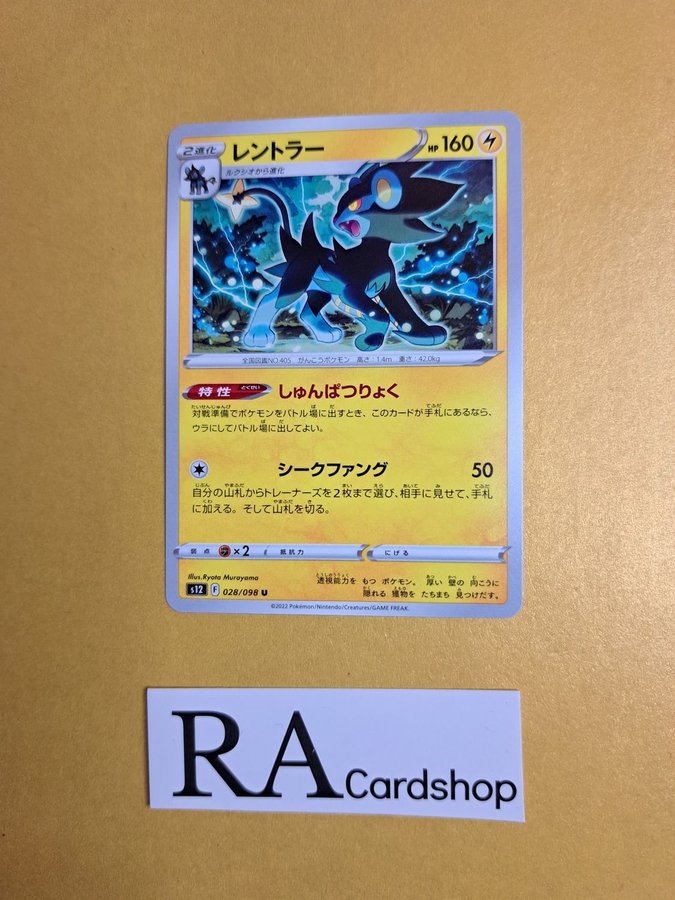 2進化 レントラー HP 160
ルクシオから進化
全国図鑑NO.405 がんこうポケモン 高さ:1.4m 重さ:42.0kg
特性 とくせい しゅんぱつりょく
対戦準備でポケモンをバトル場に出すとき、このカードが手札にあるなら、
ウラにしてバトル場に出してよい。
シークファング 50
自分の山札からトレーナーズを2枚まで選び、相手に見せて、手札
に加える。そして山札を切る。
弱点 ×2 抵抗力 にげる
Illus.Ryota Murayama
透視能力を もつ ポケモン。厚い 壁の 向こうに
隠れる 獲物を たちまち 見つけだす。
s12 F 028/098 U
©2022 Pokémon/Nintendo/Creatures/GAME FREAK.
RA Cardshop